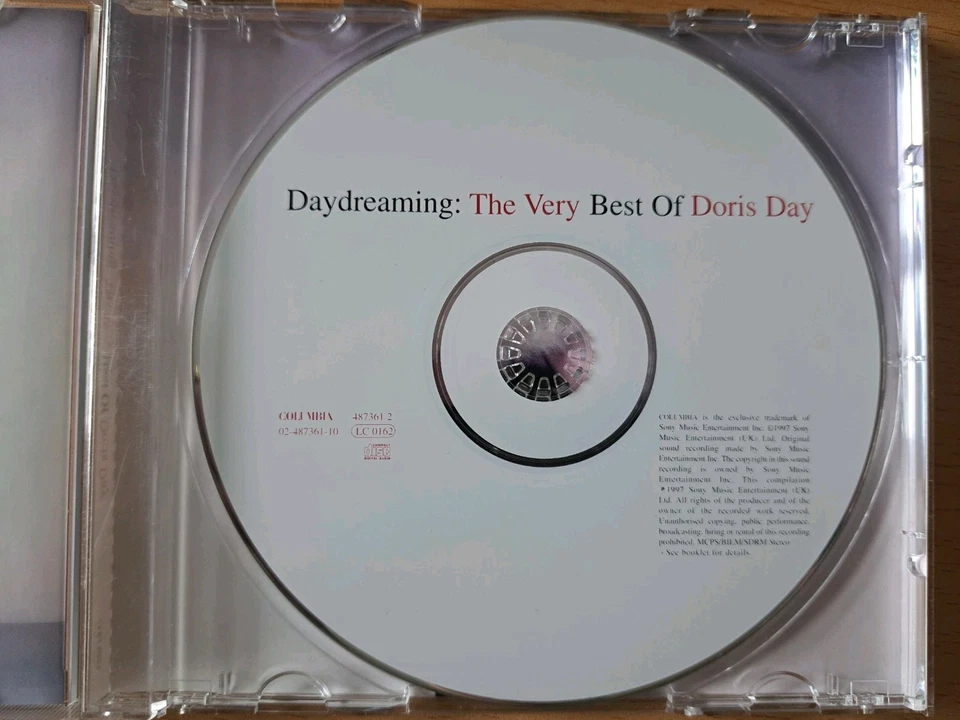 Daydreaming: The Very Best Of Doris Day
COLUMBIA 487361 2
02-487361-10 LC 0162
COMPACT
disc
DIGITAL AUDIO
COLUMBIA is the exclusive trademark of
Sony Music Entertainment Inc. ©1997 Sony
Music Entertainment (UK) Ltd. Original
sound recording made by Sony Music
Entertainment Inc. The copyright in this sound
recording is owned by Sony Music
Entertainment Inc. This compilation
℗ 1997 Sony Music Entertainment (UK)
Ltd. All rights of the producer and of the
owner of the recorded work reserved.
Unauthorised copying, public performance,
broadcasting, hiring or rental of this recording
prohibited. MCPS/BIEM/SDRM Stereo
- See booklet for details.